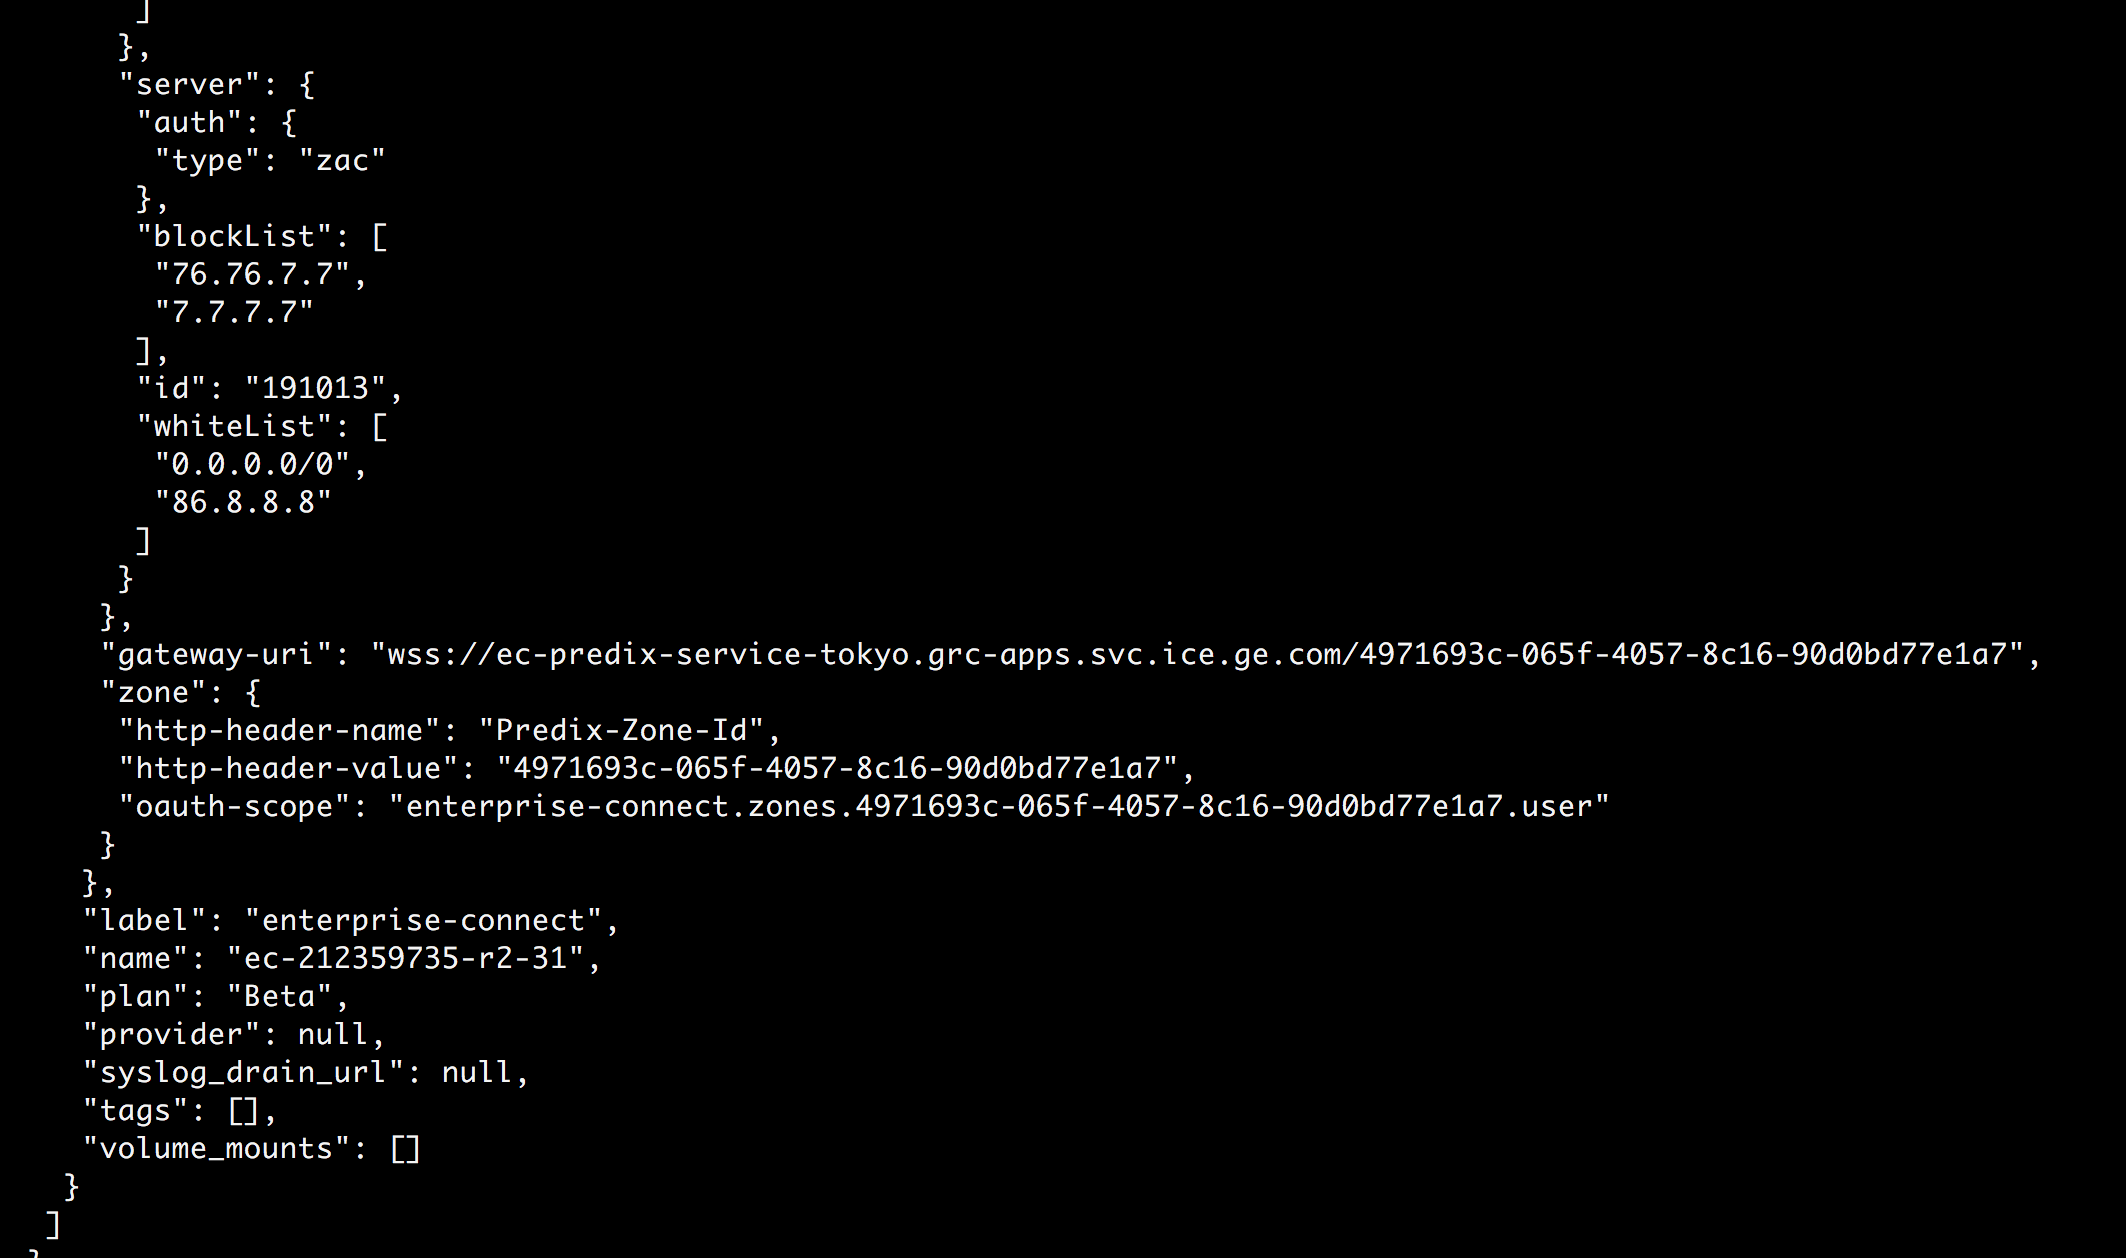 ]
},
"server": {
"auth": {
"type": "zac"
},
"blockList": [
"76.76.7.7",
"7.7.7.7"
],
"id": "191013",
"whiteList": [
"0.0.0.0/0",
"86.8.8.8"
]
}
},
"gateway-uri": "wss://ec-predix-service-tokyo.grc-apps.svc.ice.ge.com/4971693c-065f-4057-8c16-90d0bd77e1a7",
"zone": {
"http-header-name": "Predix-Zone-Id",
"http-header-value": "4971693c-065f-4057-8c16-90d0bd77e1a7",
"oauth-scope": "enterprise-connect.zones.4971693c-065f-4057-8c16-90d0bd77e1a7.user"
}
},
"label": "enterprise-connect",
"name": "ec-212359735-r2-31",
"plan": "Beta",
"provider": null,
"syslog_drain_url": null,
"tags": [],
"volume_mounts": []
}
]
}